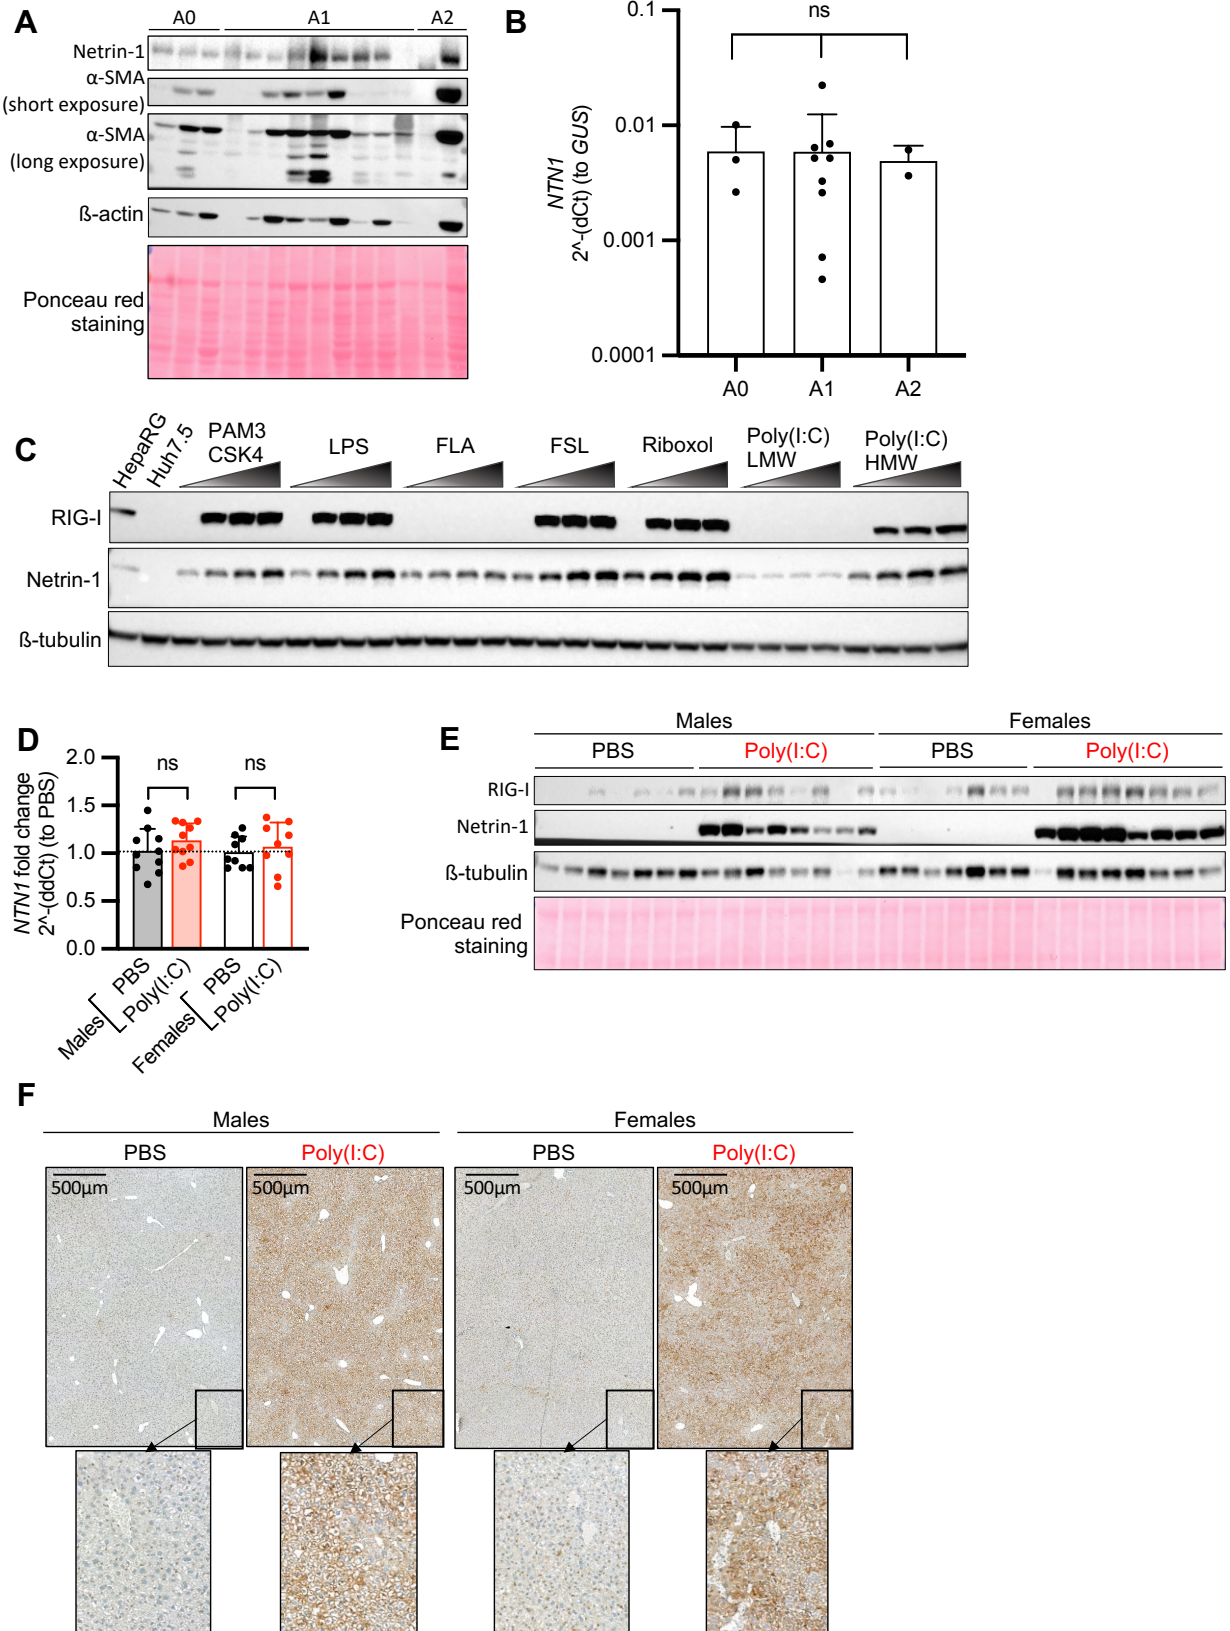 A
A0
A1
A2
Netrin-1
α-SMA
(short exposure)
α-SMA
(long exposure)
ß-actin
Ponceau red
staining
B
ns
0.1
0.01
0.001
0.0001
NTN1
2^-(dCt) (to GUS)
A0
A1
A2
C
HepaRG
Huh7.5
PAM3
CSK4
LPS
FLA
FSL
Riboxol
Poly(I:C)
LMW
Poly(I:C)
HMW
RIG-I
Netrin-1
ß-tubulin
D
2.0
1.5
1.0
0.5
0.0
NTN1 fold change
2^-(ddCt) (to PBS)
ns
ns
PBS
Poly(I:C)
PBS
Poly(I:C)
Males
Females
E
Males
Females
PBS
Poly(I:C)
PBS
Poly(I:C)
RIG-I
Netrin-1
ß-tubulin
Ponceau red
staining
F
Males
Females
PBS
Poly(I:C)
PBS
Poly(I:C)
500µm
500µm
500µm
500µm